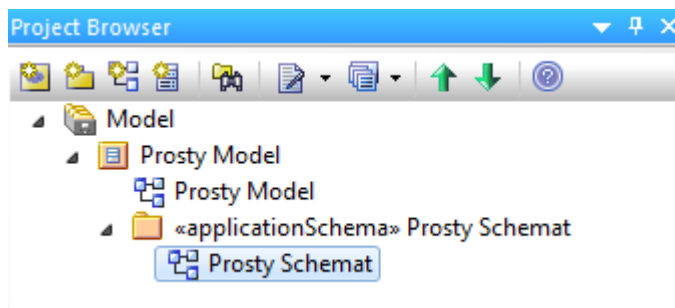 Project Browser
Model
Prosty Model
Prosty Model
«applicationSchema» Prosty Schemat
Prosty Schemat